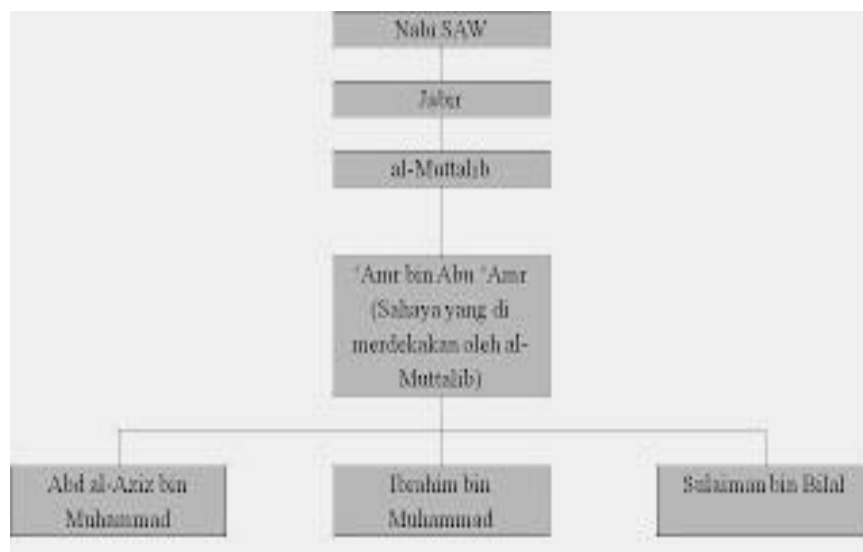 Nabi SAW
Jabir
al-Muttalib
‘Amr bin Abu ‘Amr
(Sahaya yang di
merdekakan oleh al-
Muttalib)
Abd al-Aziz bin
Muhammad
Ibrahim bin
Muhammad
Sulaiman bin Bilal